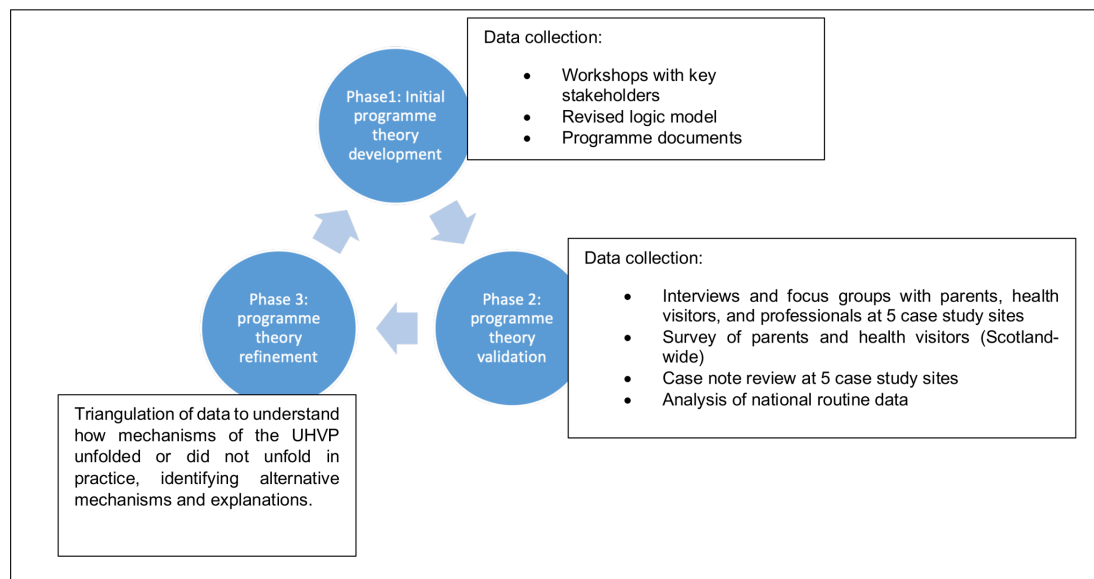 Phase1: Initial
programme
theory
development
Data collection:
• Workshops with key
stakeholders
• Revised logic model
• Programme documents
Phase 2:
programme
theory
validation
Data collection:
• Interviews and focus groups with parents, health
visitors, and professionals at 5 case study sites
• Survey of parents and health visitors (Scotland-
wide)
• Case note review at 5 case study sites
• Analysis of national routine data
Phase 3:
programme
theory
refinement
Triangulation of data to understand
how mechanisms of the UHVP
unfolded or did not unfold in
practice, identifying alternative
mechanisms and explanations.